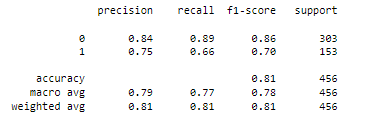 precision recall f1-score support
0 0.84 0.89 0.86 303
1 0.75 0.66 0.70 153
accuracy 0.81 456
macro avg 0.79 0.77 0.78 456
weighted avg 0.81 0.81 0.81 456